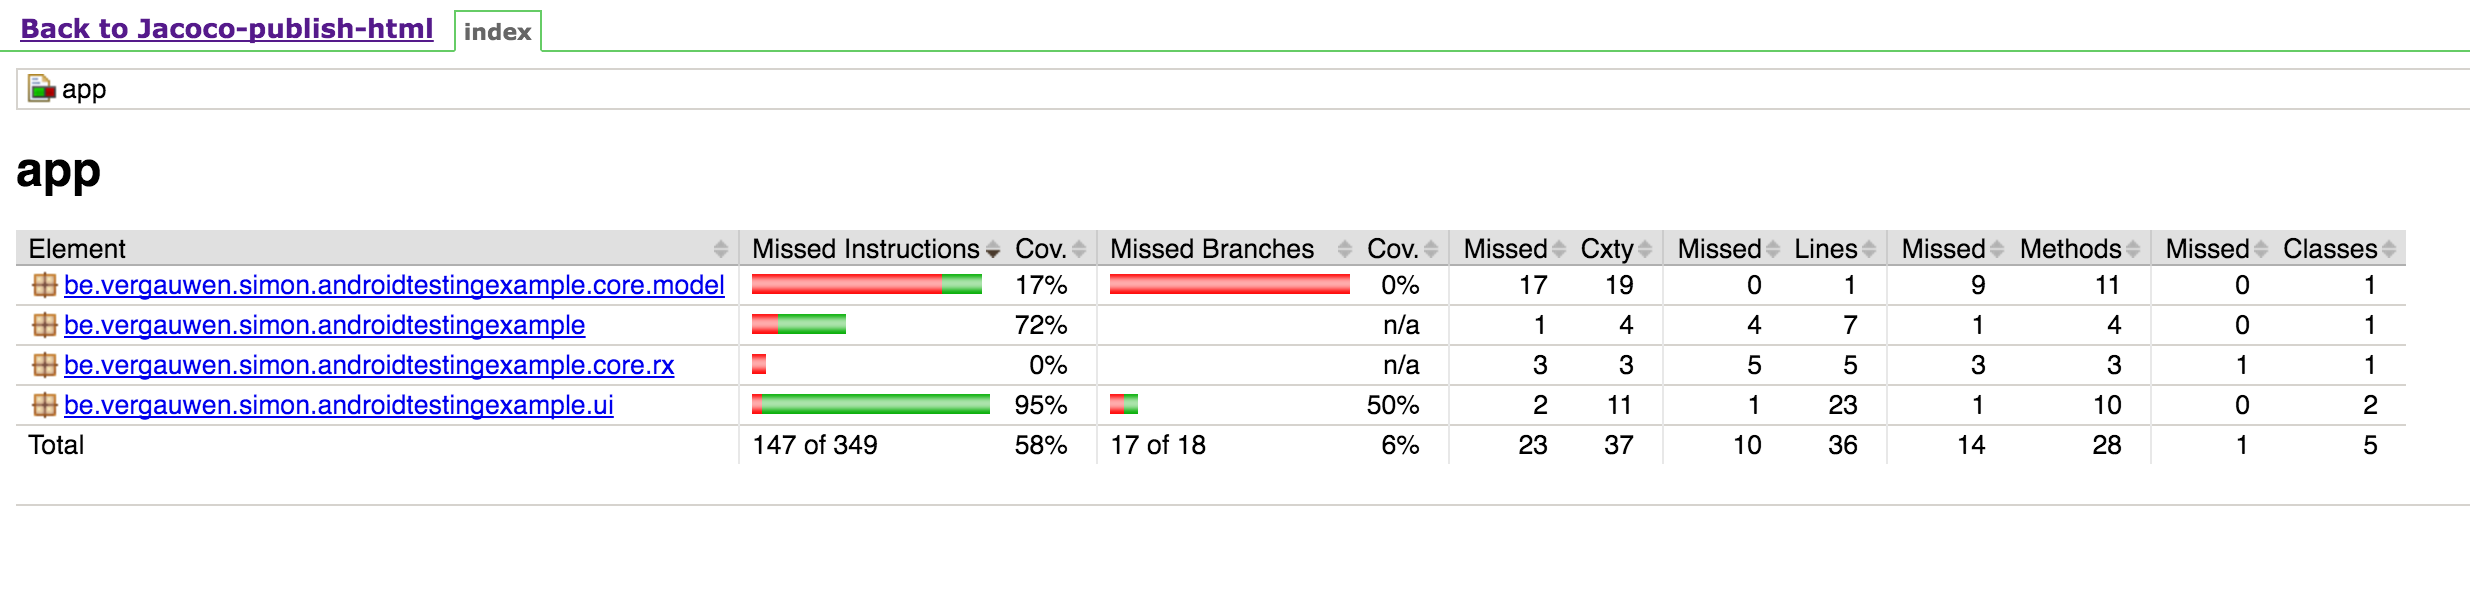 Back to Jacoco-publish-html index
app
app
Element Missed Instructions Cov. Missed Branches Cov. Missed Cxty Missed Lines Missed Methods Missed Classes
be.vergauwen.simon.androidtestingexample.core.model 17% 0% 17 19 0 1 9 11 0 1
be.vergauwen.simon.androidtestingexample 72% n/a 1 4 4 7 1 4 0 1
be.vergauwen.simon.androidtestingexample.core.rx 0% n/a 3 3 5 5 3 3 1 1
be.vergauwen.simon.androidtestingexample.ui 95% 50% 2 11 1 23 1 10 0 2
Total 147 of 349 58% 17 of 18 6% 23 37 10 36 14 28 1 5